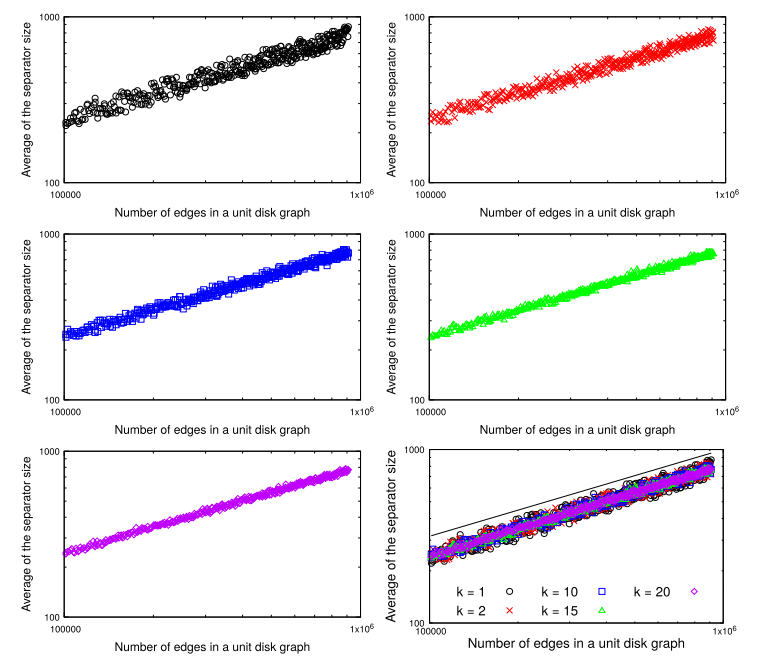 1000
Average of the separator size
100
100000
1x10^6
Number of edges in a unit disk graph
1000
Average of the separator size
100
100000
1x10^6
Number of edges in a unit disk graph
1000
Average of the separator size
100
100000
1x10^6
Number of edges in a unit disk graph
1000
Average of the separator size
100
100000
1x10^6
Number of edges in a unit disk graph
1000
Average of the separator size
100
100000
1x10^6
Number of edges in a unit disk graph
1000
Average of the separator size
k = 1 k = 10 k = 20
k = 2 k = 15
100
100000
1x10^6
Number of edges in a unit disk graph